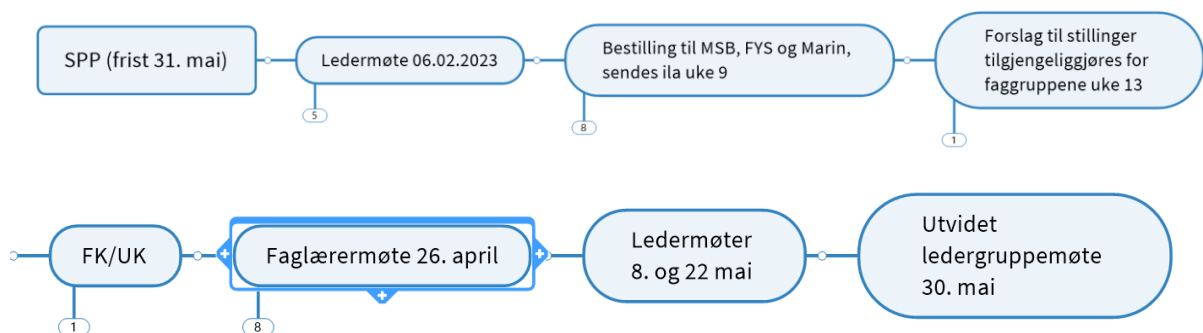 SPP (frist 31. mai)
Ledermøte 06.02.2023
5
Bestilling til MSB, FYS og Marin,
sendes ila uke 9
8
Forslag til stillinger
tilgjengeliggjøres for
faggruppene uke 13
1
FK/UK
1
Faglærermøte 26. april
8
Ledermøter
8. og 22 mai
Utvidet
ledergruppemøte
30. mai